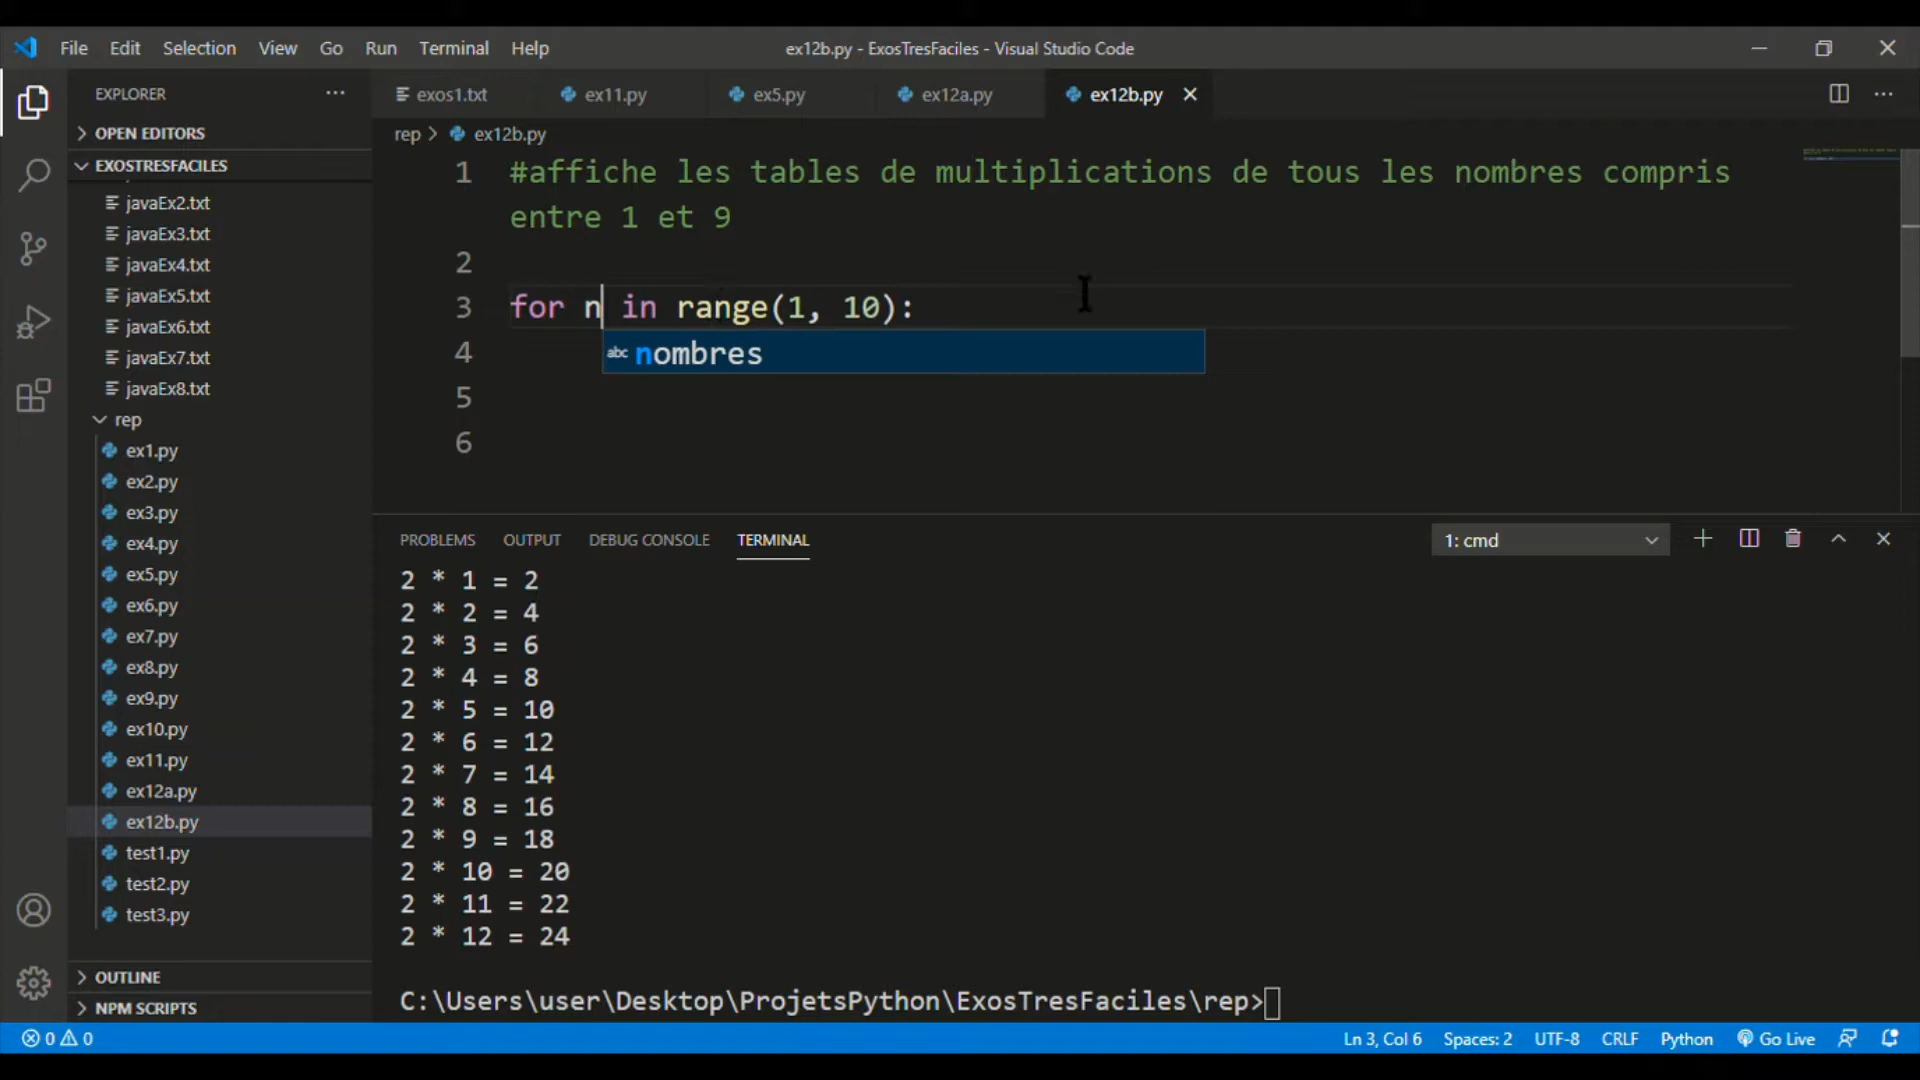 File Edit Selection View Go Run Terminal Help ex12b.py - ExosTresFaciles - Visual Studio Code
EXPLORER
OPEN EDITORS
EXOSTRESFACILES
javaEx2.txt
javaEx3.txt
javaEx4.txt
javaEx5.txt
javaEx6.txt
javaEx7.txt
javaEx8.txt
rep
ex1.py
ex2.py
ex3.py
ex4.py
ex5.py
ex6.py
ex7.py
ex8.py
ex9.py
ex10.py
ex11.py
ex12a.py
ex12b.py
test1.py
test2.py
test3.py
OUTLINE
NPM SCRIPTS
exos1.txt ex11.py ex5.py ex12a.py ex12b.py
rep > ex12b.py
1 #affiche les tables de multiplications de tous les nombres compris
entre 1 et 9
2
3 for n in range(1, 10):
4 abc nombres
5
6
PROBLEMS OUTPUT DEBUG CONSOLE TERMINAL 1: cmd
2 * 1 = 2
2 * 2 = 4
2 * 3 = 6
2 * 4 = 8
2 * 5 = 10
2 * 6 = 12
2 * 7 = 14
2 * 8 = 16
2 * 9 = 18
2 * 10 = 20
2 * 11 = 22
2 * 12 = 24
C:\Users\user\Desktop\ProjetsPython\ExosTresFaciles\rep>
0 0 Ln 3, Col 6 Spaces: 2 UTF-8 CRLF Python Go Live